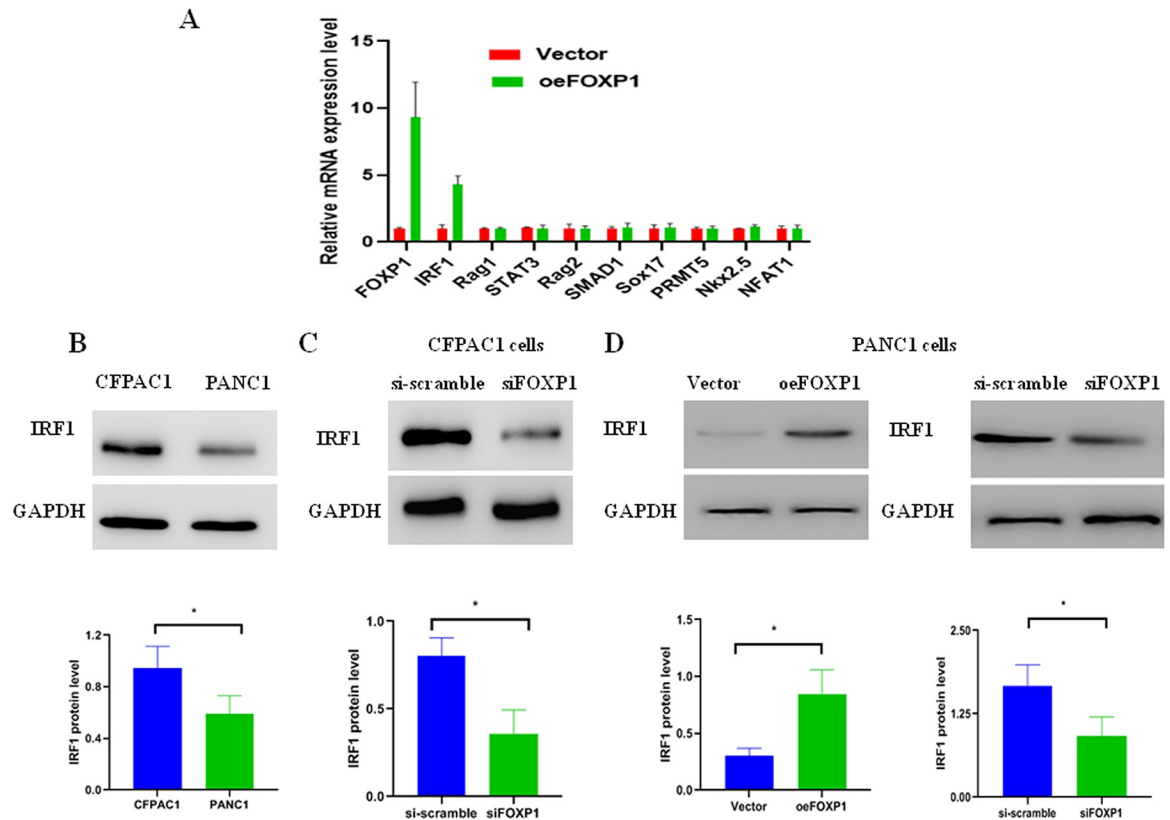 A
Relative mRNA expression level
15
10
5
0
Vector
oeFOXP1
FOXP1
IRF1
Rag1
STAT3
Rag2
SMAD1
Sox17
PRMT5
Nkx2.5
NFAT1
B
CFPAC1 PANC1
IRF1
GAPDH
*
IRF1 protein level
1.2
0.8
0.4
0.0
CFPAC1 PANC1
C
CFPAC1 cells
si-scramble siFOXP1
IRF1
GAPDH
*
IRF1 protein level
1.0
0.5
0.0
si-scramble siFOXP1
D
PANC1 cells
Vector oeFOXP1
IRF1
GAPDH
*
IRF1 protein level
1.5
1.0
0.5
0.0
Vector oeFOXP1
si-scramble siFOXP1
IRF1
GAPDH
*
IRF1 protein level
2.50
1.25
0.00
si-scramble siFOXP1